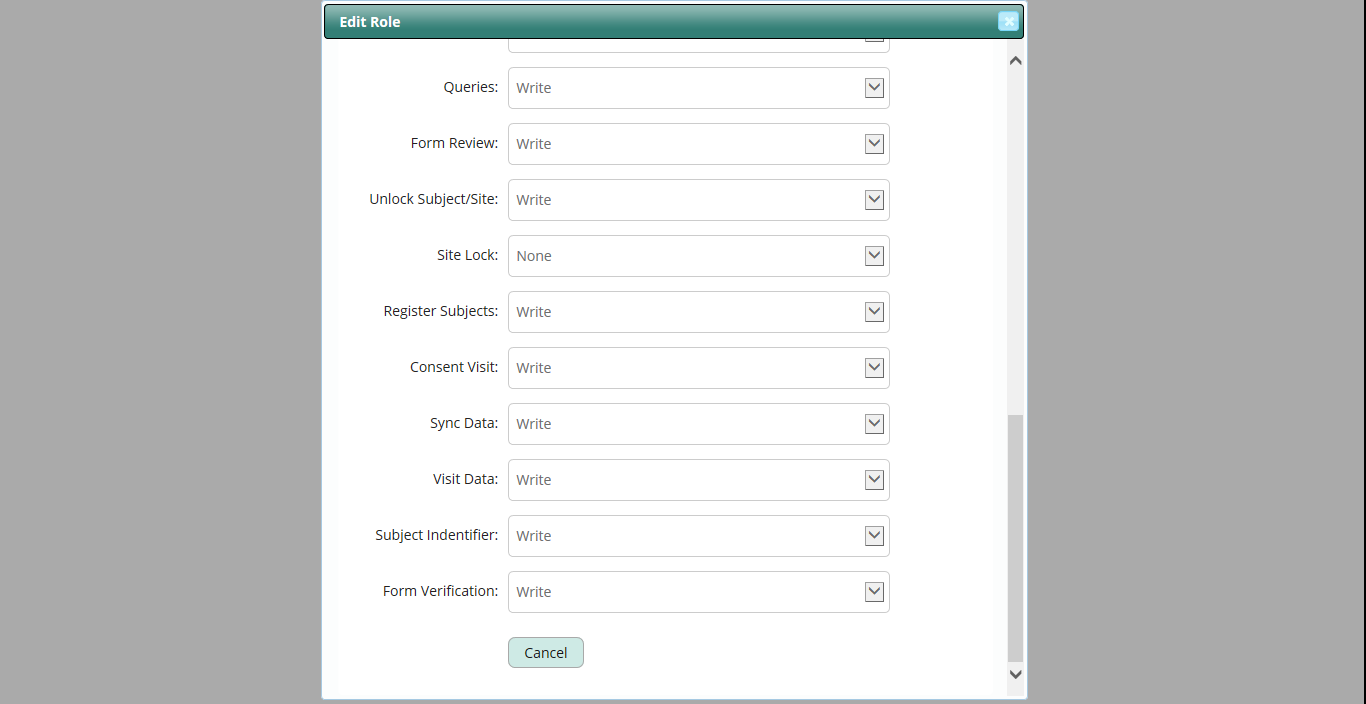 Edit Role
Queries: Write
Form Review: Write
Unlock Subject/Site: Write
Site Lock: None
Register Subjects: Write
Consent Visit: Write
Sync Data: Write
Visit Data: Write
Subject Indentifier: Write
Form Verification: Write
Cancel